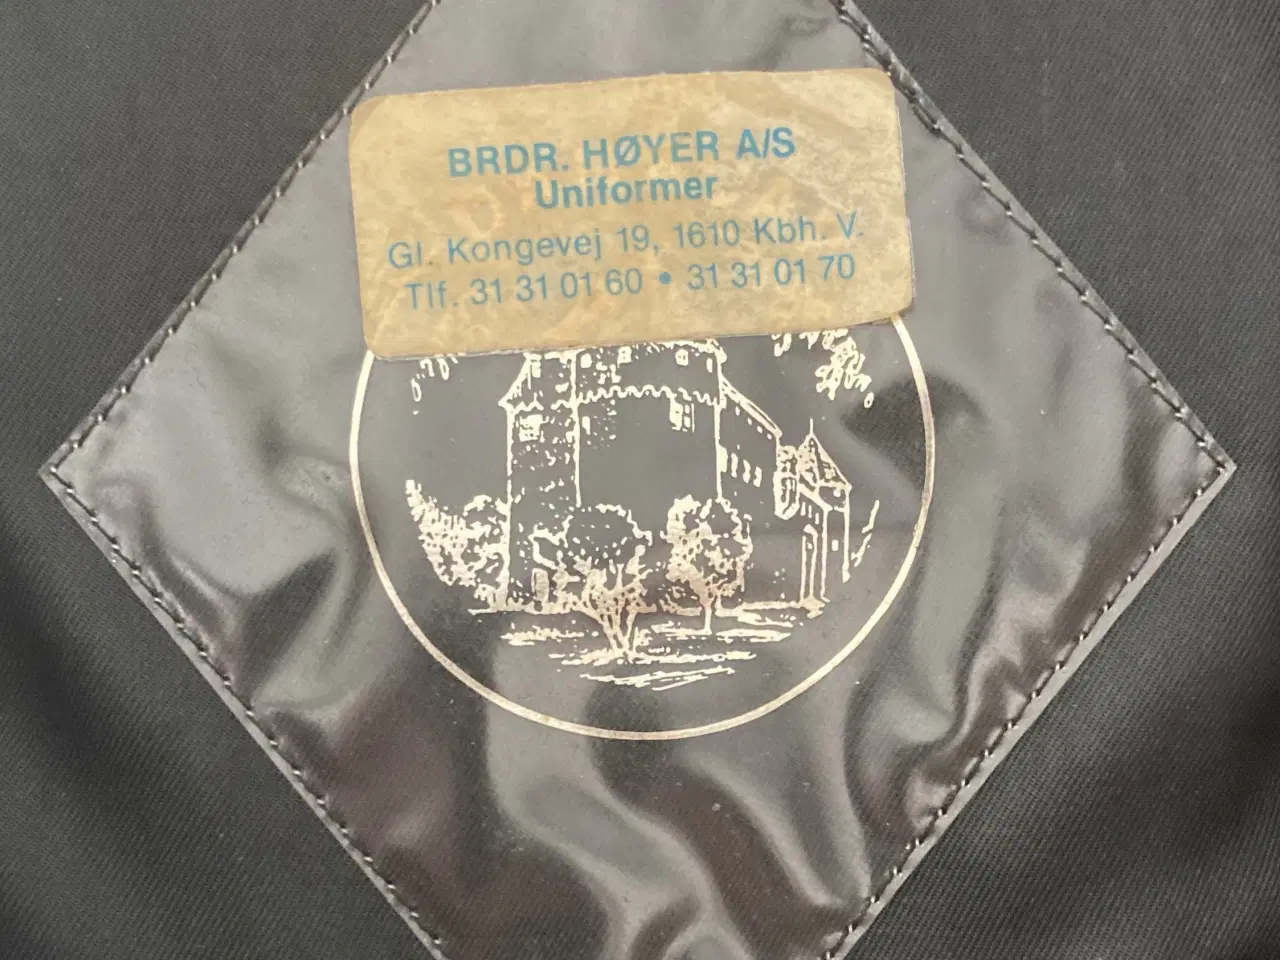 BRDR. HØYER A/S
Uniformer
Gl. Kongevej 19, 1610 Kbh. V.
Tlf. 31 31 01 60 • 31 31 01 70